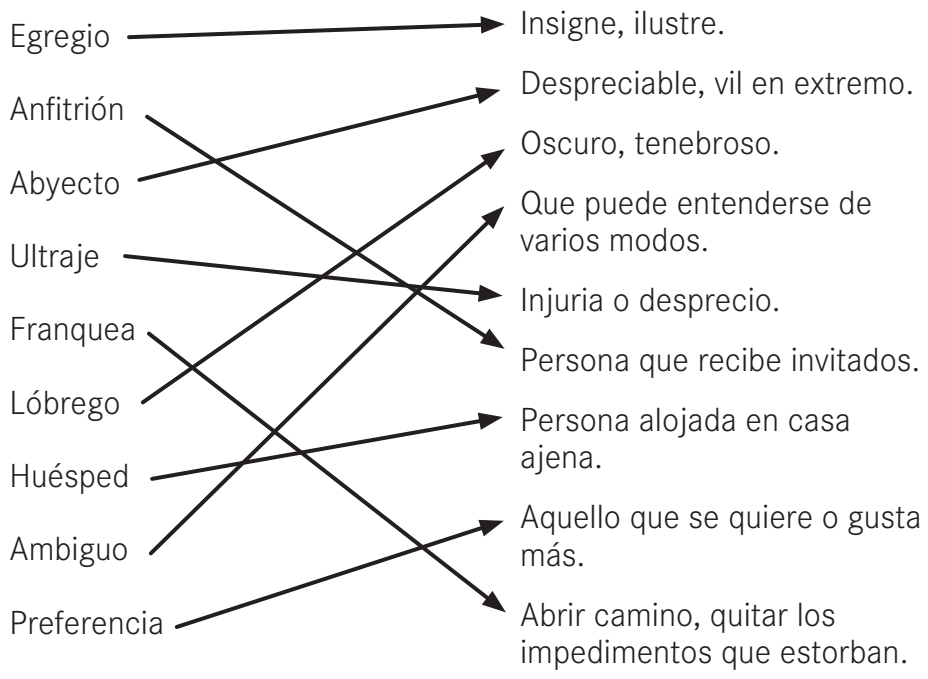 Egregio
Anfitrión
Abyecto
Ultraje
Franquea
Lóbrego
Huésped
Ambiguo
Preferencia
Insigne, ilustre.
Despreciable, vil en extremo.
Oscuro, tenebroso.
Que puede entenderse de
varios modos.
Injuria o desprecio.
Persona que recibe invitados.
Persona alojada en casa
ajena.
Aquello que se quiere o gusta
más.
Abrir camino, quitar los
impedimentos que estorban.